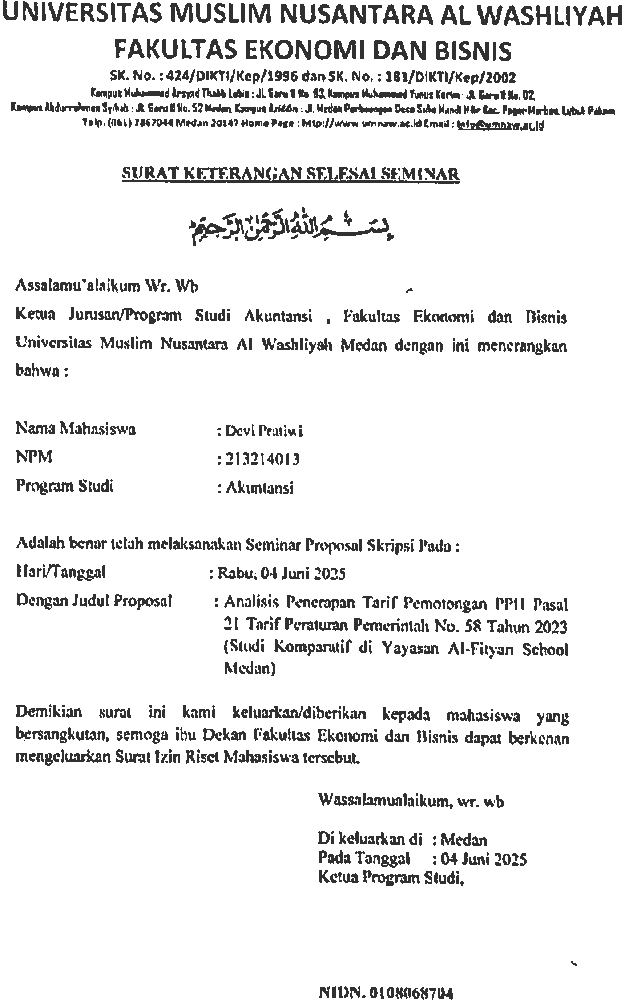 UNIVERSITAS MUSLIM NUSANTARA AL WASHLIYAH
FAKULTAS EKONOMI DAN BISNIS
SK. No. : 424/DIKTI/Kep/1996 dan SK. No. : 181/DIKTI/Kep/2002
Kampus Muhammad Arsyad Thalib Lubis : Jl. Garu II No 93, Kampus Muhammad Yunus Karim : Jl. Garu II No. 02,
Kampus Abdurrahman Syihab : Jl. Garu II No. 52 Medan, Kampus Ariddin : Jl. Medan Perbaungan Desa Suka Mandi Hilir Kec. Pagar Merbau, Lubuk Pakam
Telp. (061) 7867044 Medan 20147 Home Page : http://www umnaw.ac.id Email : info@umnaw.ac.id
SURAT KETERANGAN SELESAI SEMINAR
بِسْمِ اللهِ الرَّحْمٰنِ الرَّحِيْمِ
Assalamu'alaikum Wr. Wb
Ketua Jurusan/Program Studi Akuntansi , Fakultas Ekonomi dan Bisnis
Universitas Muslim Nusantara Al Washliyah Medan dengan ini menerangkan
bahwa :
Nama Mahasiswa : Devi Pratiwi
NPM : 213214013
Program Studi : Akuntansi
Adalah benar telah melaksanakan Seminar Proposal Skripsi Pada :
Hari/Tanggal : Rabu, 04 Juni 2025
Dengan Judul Proposal : Analisis Penerapan Tarif Pemotongan PPH Pasal
21 Tarif Peraturan Pemerintah No. 58 Tahun 2023
(Studi Komparatif di Yayasan Al-Fityan School
Medan)
Demikian surat ini kami keluarkan/diberikan kepada mahasiswa yang
bersangkutan, semoga ibu Dekan Fakultas Ekonomi dan Bisnis dapat berkenan
mengeluarkan Surat Izin Riset Mahasiswa tersebut.
Wassalamualaikum, wr. wb
Di keluarkan di : Medan
Pada Tanggal : 04 Juni 2025
Ketua Program Studi,
NIDN. 0108068704